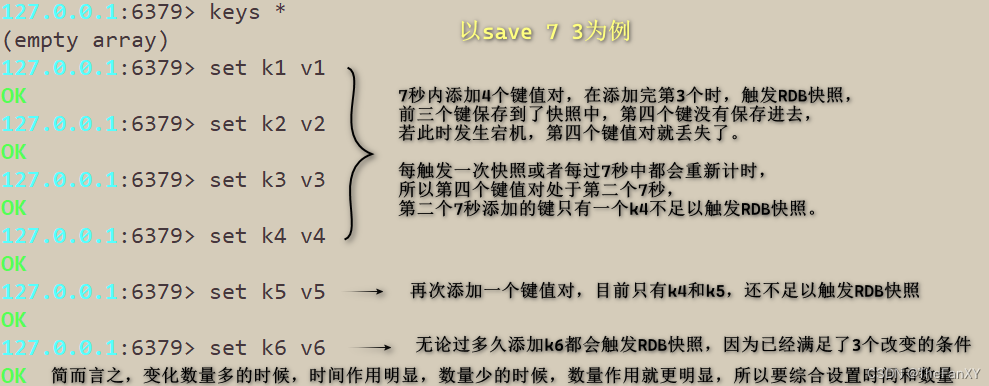 127.0.0.1:6379> keys *
以save 7 3为例
(empty array)
127.0.0.1:6379> set k1 v1
OK
7秒内添加4个键值对，在添加完第3个时，触发RDB快照，
前三个键保存到了快照中，第四个键没有保存进去，
127.0.0.1:6379> set k2 v2
若此时发生宕机，第四个键值对就丢失了。
OK
每触发一次快照或者每过7秒中都会重新计时，
127.0.0.1:6379> set k3 v3
所以第四个键值对处于第二个7秒，
OK
第二个7秒添加的键只有一个k4不足以触发RDB快照。
127.0.0.1:6379> set k4 v4
OK
127.0.0.1:6379> set k5 v5
再次添加一个键值对，目前只有k4和k5，还不足以触发RDB快照
OK
127.0.0.1:6379> set k6 v6
无论过多久添加k6都会触发RDB快照，因为已经满足了3个改变的条件
OK
简而言之，变化数量多的时候，时间作用明显，数量少的时候，数量作用就更明显，所以要综合设置时间